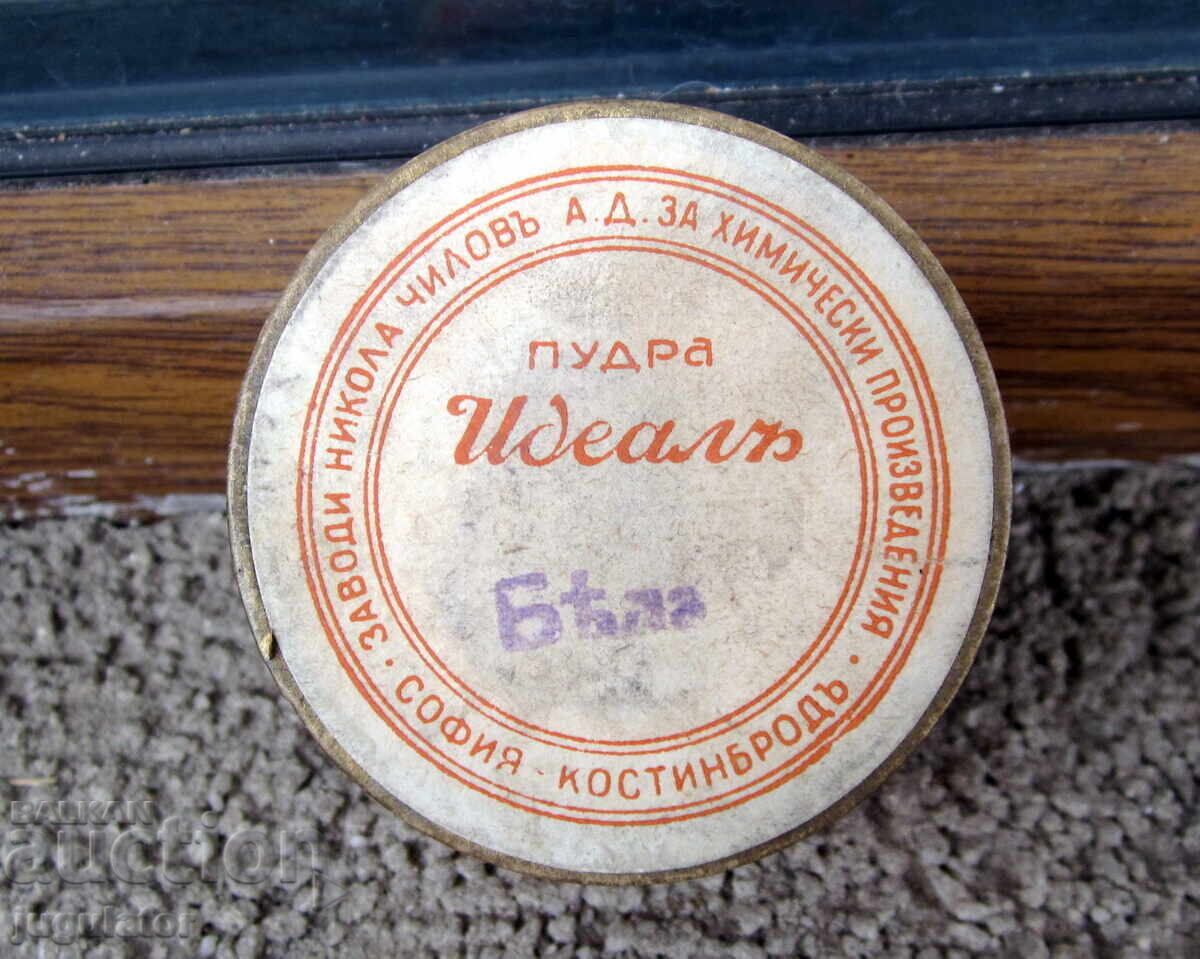 ЗАВОДИ НИКОЛА ЧИЛОВЪ А.Д. ЗА ХИМИЧЕСКИ ПРОИЗВЕДЕНИЯ
· СОФИЯ - КОСТИНБРОДЪ ·
ПУДРа
Идеалъ
Бѣла
BALKAN
auction
jugulator